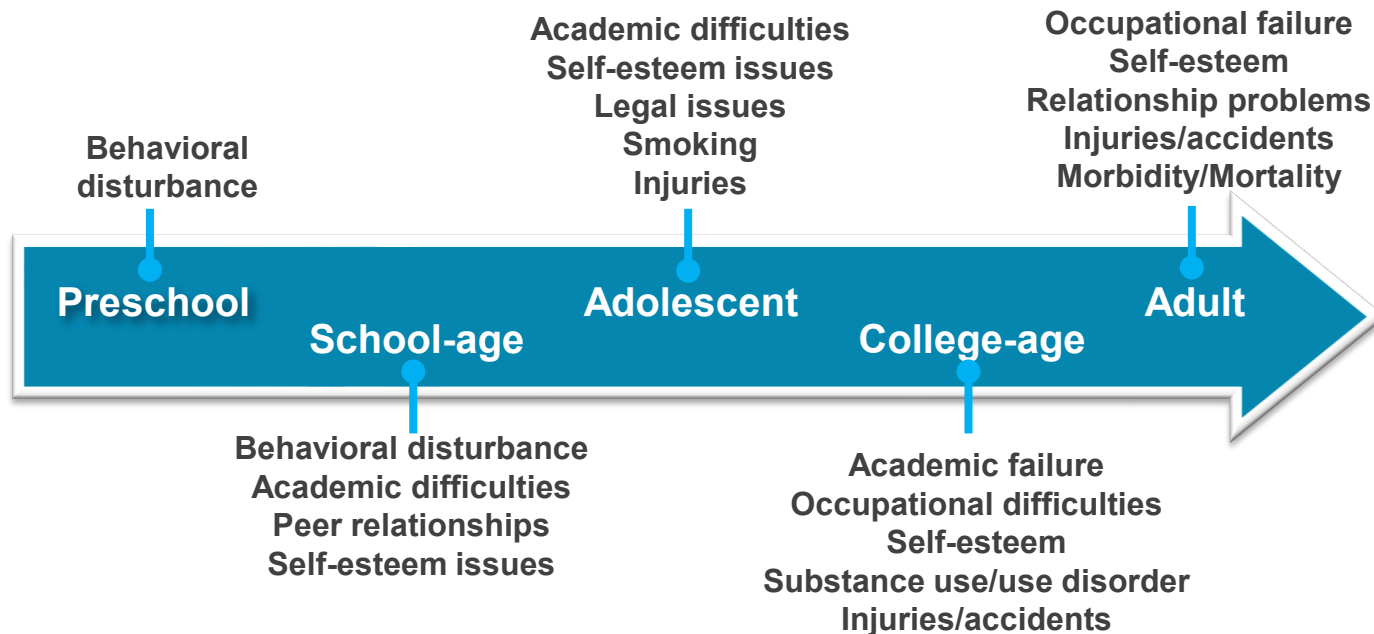 Behavioral
disturbance
Preschool
School-age
Behavioral disturbance
Academic difficulties
Peer relationships
Self-esteem issues
Academic difficulties
Self-esteem issues
Legal issues
Smoking
Injuries
Adolescent
College-age
Academic failure
Occupational difficulties
Self-esteem
Substance use/use disorder
Injuries/accidents
Occupational failure
Self-esteem
Relationship problems
Injuries/accidents
Morbidity/Mortality
Adult